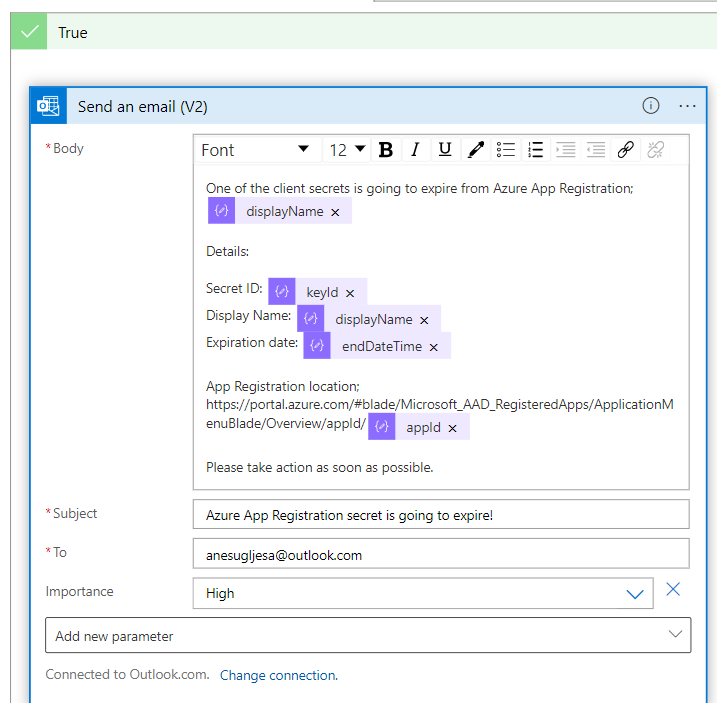 True
Send an email (V2)
* Body
Font 12 B I U
One of the client secrets is going to expire from Azure App Registration;
displayName ×
Details:
Secret ID: keyId ×
Display Name: displayName ×
Expiration date: endDateTime ×
App Registration location;
https://portal.azure.com/#blade/Microsoft_AAD_RegisteredApps/ApplicationM
enuBlade/Overview/appId/ appId ×
Please take action as soon as possible.
* Subject
Azure App Registration secret is going to expire!
* To
anesugljesa@outlook.com
Importance
High
Add new parameter
Connected to Outlook.com. Change connection.